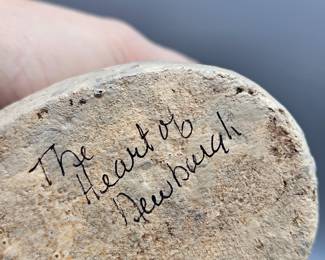 The
Heart of
Newburgh